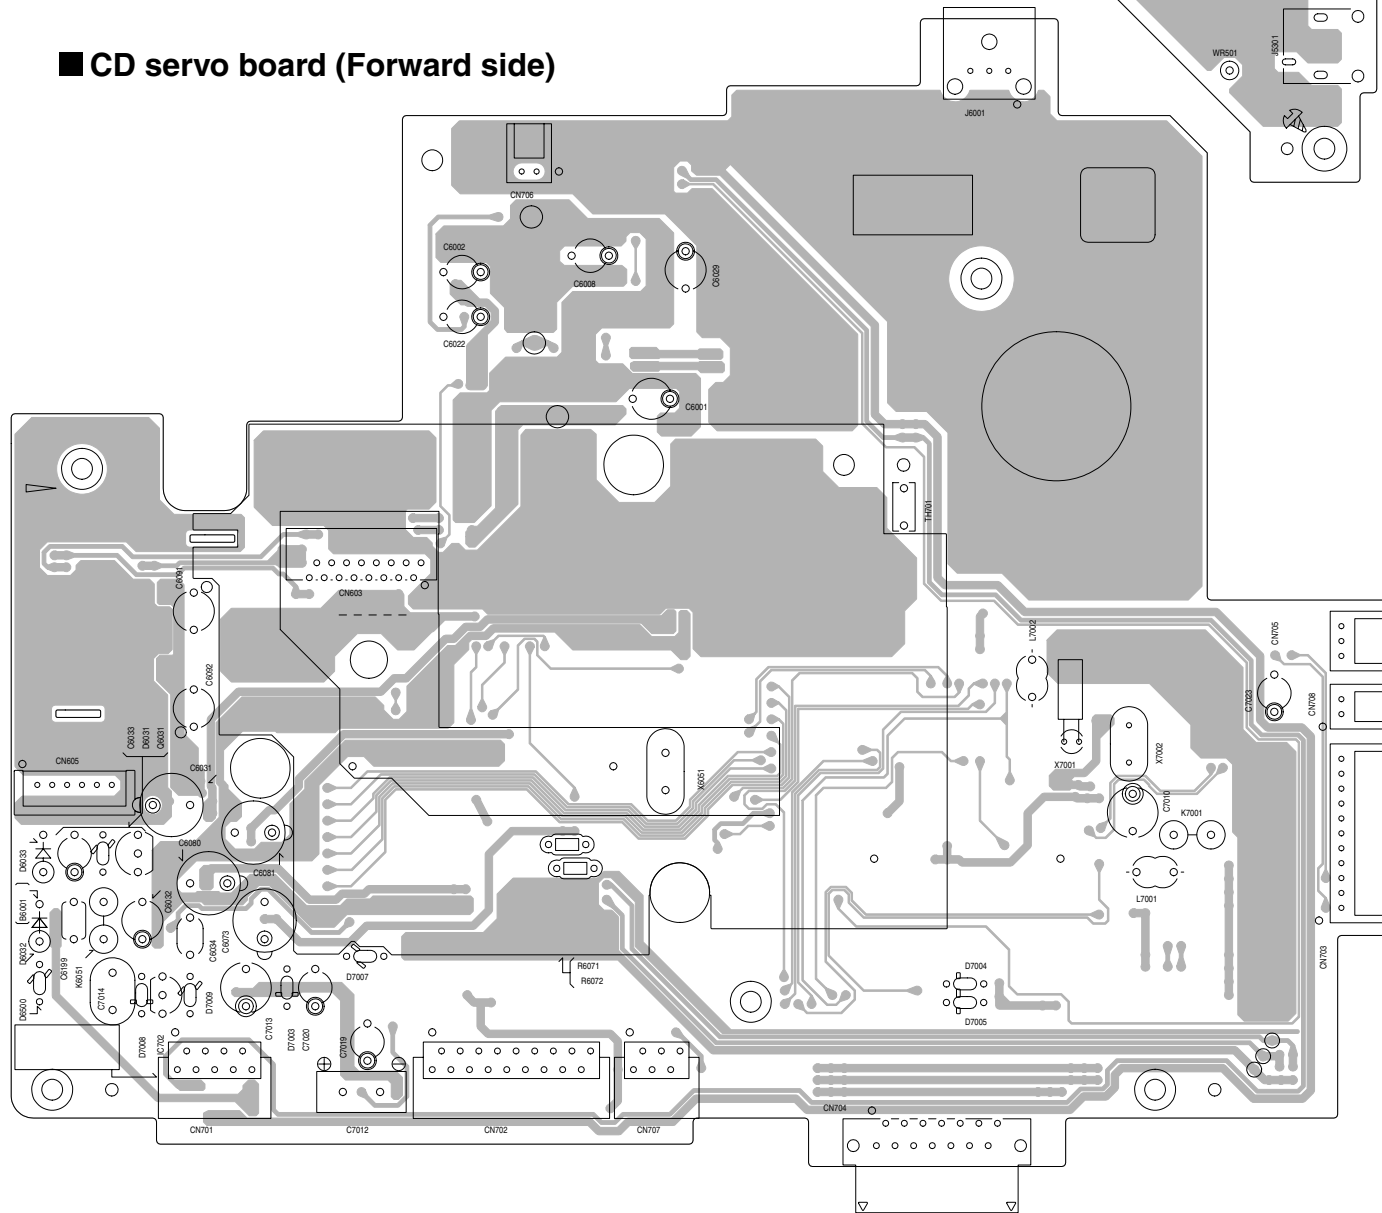 ■ CD servo board (Forward side)
WR501
J5301
J6001
CN706
C6002
C6008
C6029
C6022
C6001
TH701
C6091
CN603
L7002
CN705
C6092
C7023
CN708
C6033
D6031
Q6031
CN605
C6031
X6051
X7001
X7002
C7010
K7001
D6033
C6080
C6081
B6001
C6032
L7001
D6032
C6199
K6051
C6034
C6073
D7007
R6071
R6072
D7004
D7005
CN703
D6500
C7014
D7009
C7013
D7003
C7020
D7008
IC702
C7019
CN701
C7012
CN702
CN707
CN704